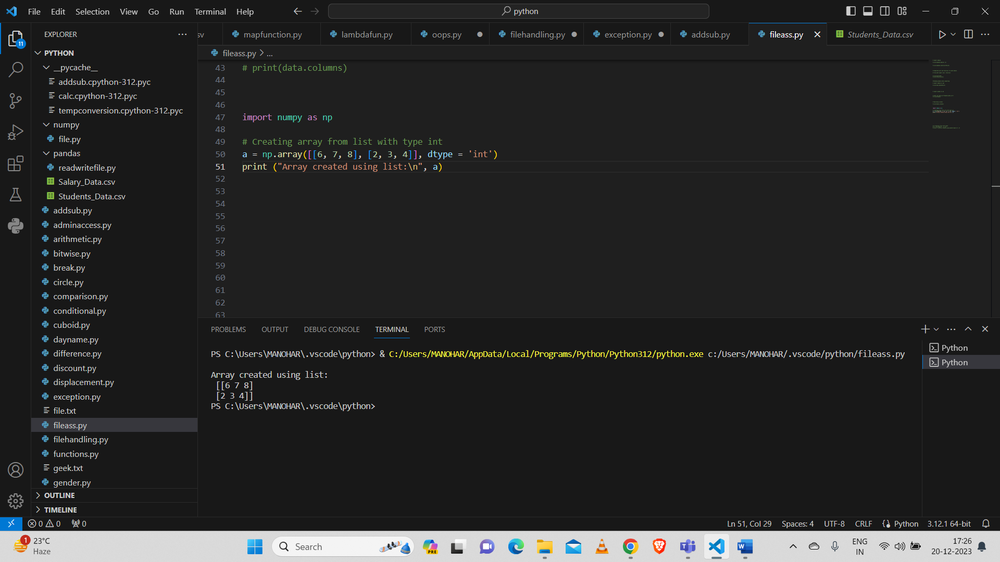 File Edit Selection View Go Run Terminal Help
python
EXPLORER
sv mapfunction.py lambdafun.py oops.py filehandling.py exception.py addsub.py fileass.py Students_Data.csv
fileass.py > ...
11
PYTHON
__pycache__
addsub.cpython-312.pyc
calc.cpython-312.pyc
tempconversion.cpython-312.pyc
numpy
file.py
pandas
readwritefile.py
Salary_Data.csv
Students_Data.csv
addsub.py
adminaccess.py
arithmetic.py
bitwise.py
break.py
circle.py
comparison.py
conditional.py
cuboid.py
dayname.py
difference.py
discount.py
displacement.py
exception.py
file.txt
fileass.py
filehandling.py
functions.py
geek.txt
gender.py
OUTLINE
TIMELINE
43 # print(data.columns)
44
45
46
47 import numpy as np
48
49 # Creating array from list with type int
50 a = np.array([[6, 7, 8], [2, 3, 4]], dtype = 'int')
51 print ("Array created using list:\n", a)
52
53
54
55
56
57
58
59
60
61
62
63
PROBLEMS OUTPUT DEBUG CONSOLE TERMINAL PORTS
PS C:\Users\MANOHAR\.vscode\python> & C:/Users/MANOHAR/AppData/Local/Programs/Python/Python312/python.exe c:/Users/MANOHAR/.vscode/python/fileass.py
Array created using list:
[[6 7 8]
[2 3 4]]
PS C:\Users\MANOHAR\.vscode\python>
Python
Python
0 0 0
Ln 51, Col 29 Spaces: 4 UTF-8 CRLF Python 3.12.1 64-bit
1
23°C
Haze
Search
PRE
ENG
IN
17:26
20-12-2023